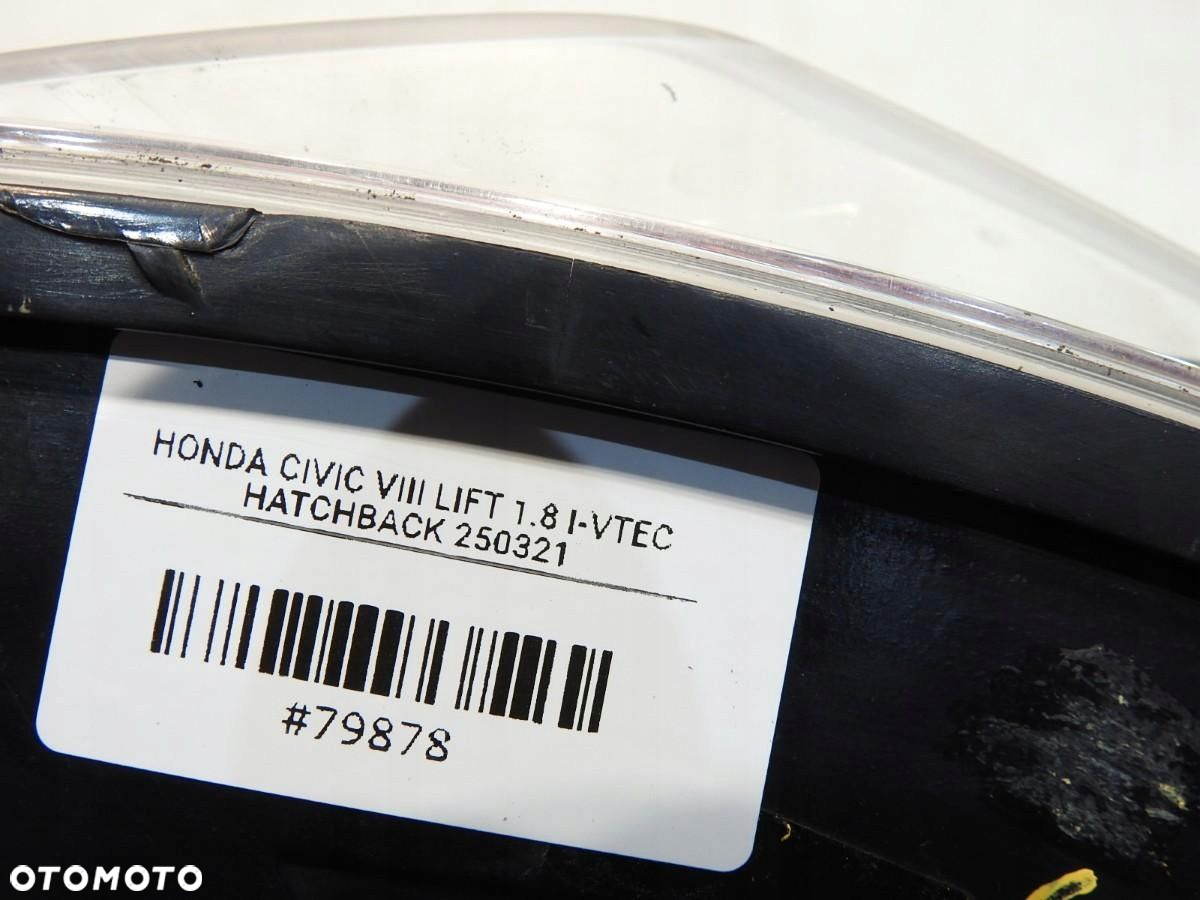 HONDA CIVIC VIII LIFT 1.8 I-VTEC
HATCHBACK 250321
#79878
OTOMOTO